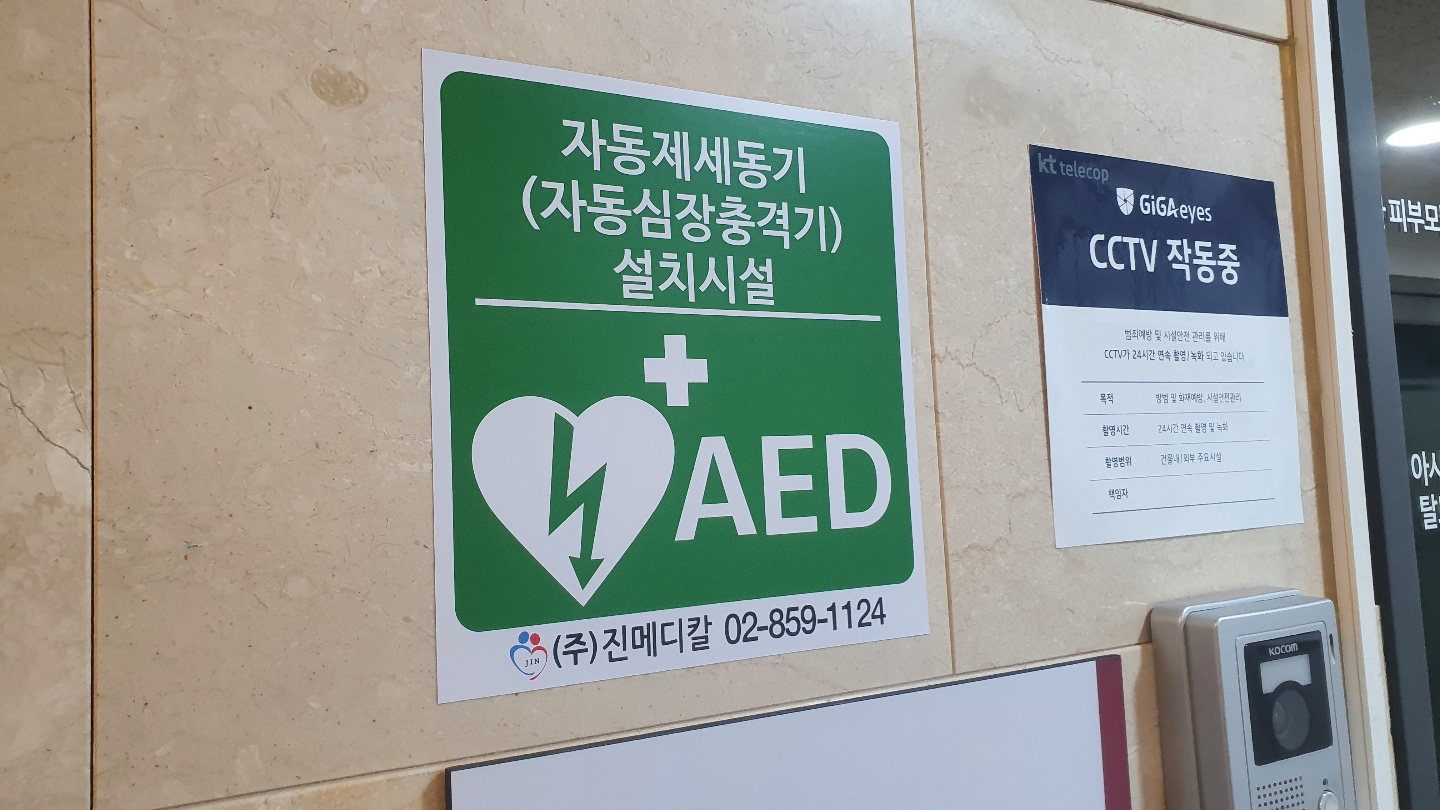 자동제세동기
(자동심장충격기)
설치시설
AED
JIN
(주)진메디칼 02-859-1124
kt telecop
GiGAeyes
CCTV 작동중
범죄예방 및 시설안전 관리를 위해
CCTV가 24시간 연속 촬영/녹화 되고 있습니다
목적 방범 및 화재예방, 시설안전관리
촬영시간 24시간 연속 촬영 및 녹화
촬영범위 건물내/외부 주요시설
책임자
KOCOM
피부모
아시